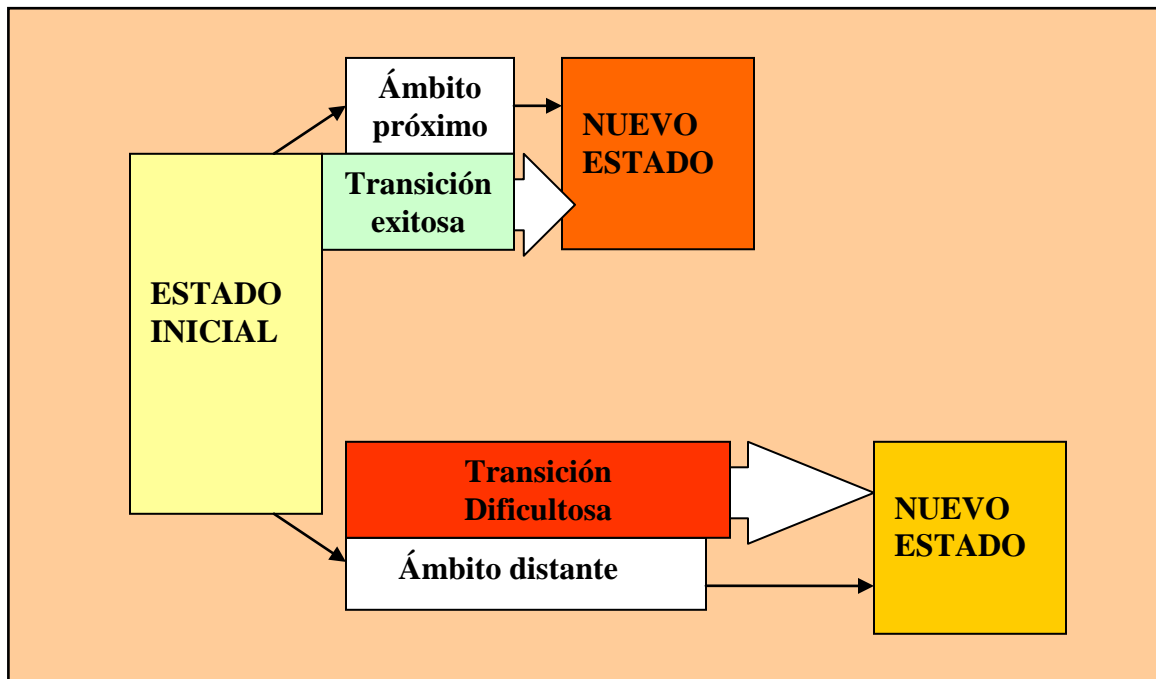 Ámbito
próximo
NUEVO
ESTADO
Transición
exitosa
ESTADO
INICIAL
Transición
Dificultosa
NUEVO
ESTADO
Ámbito distante